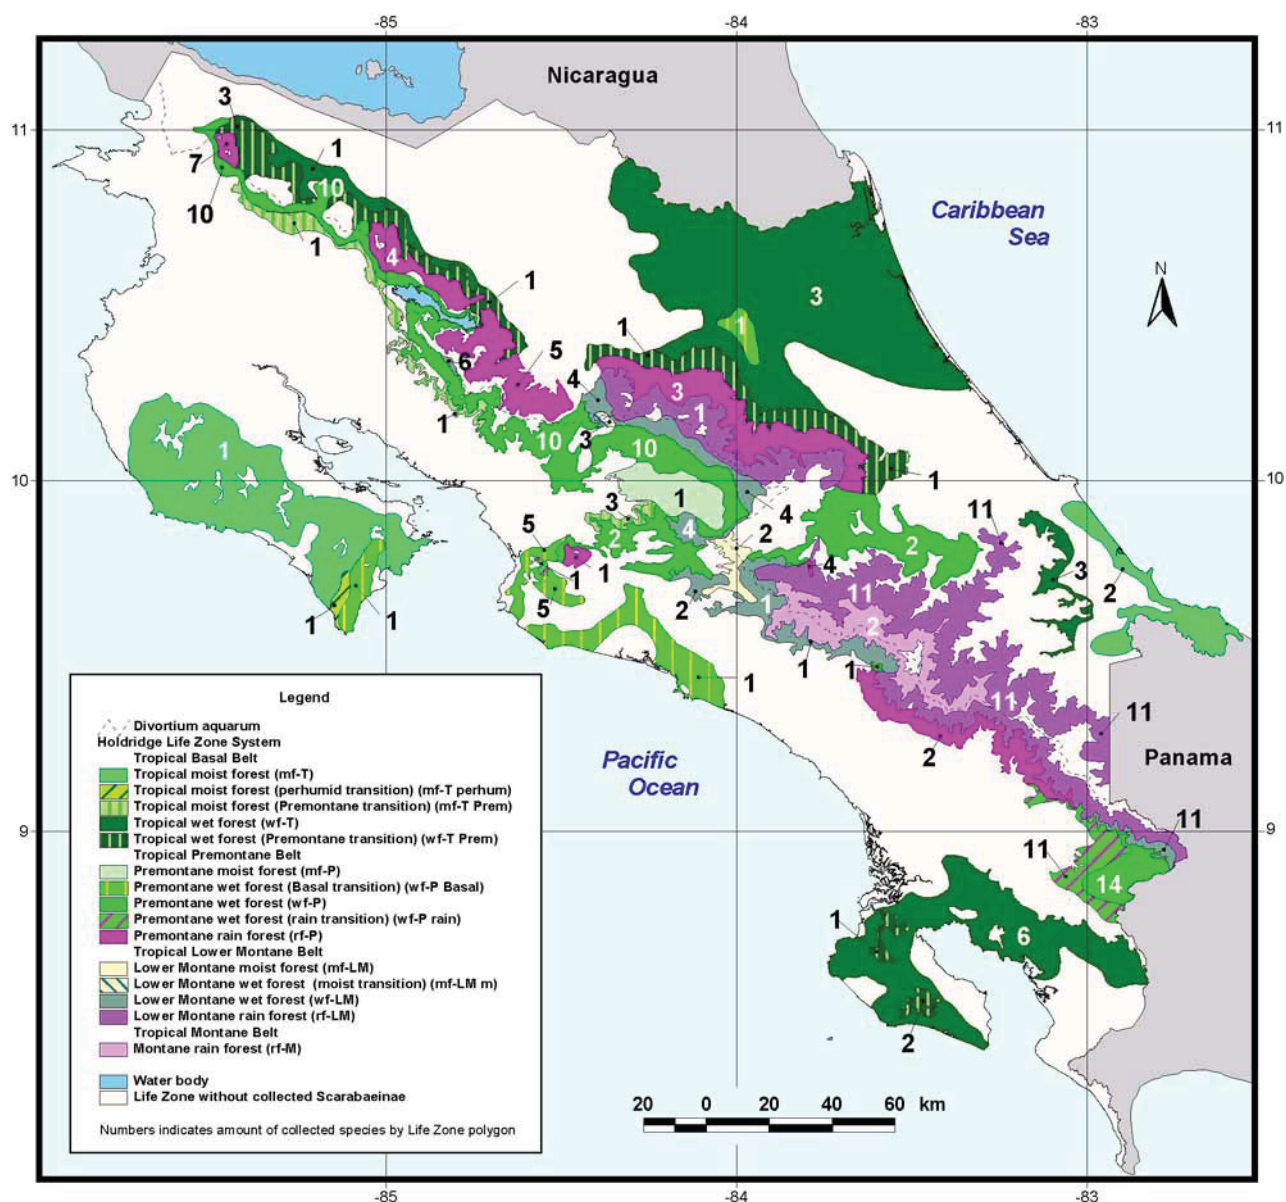 -85
-84
-83
Nicaragua
3
11
1
11
7
10
10
Caribbean
Sea
N
1
4
1
3
1
1
6
5
4
3
1
1
10
3
10
1
10
1
1
10
3
4
11
5
2
4
2
2
1
4
3
2
1
5
2
11
1
2
1
1
1
1
1
11
11
2
Panama
Pacific
Ocean
9
11
11
9
14
1
6
2
Legend
Divortium aquarum
Holdridge Life Zone System
Tropical Basal Belt
Tropical moist forest (mf-T)
Tropical moist forest (perhumid transition) (mf-T perhum)
Tropical moist forest (Premontane transition) (mf-T Prem)
Tropical wet forest (wf-T)
Tropical wet forest (Premontane transition) (wf-T Prem)
Tropical Premontane Belt
Premontane moist forest (mf-P)
Premontane wet forest (Basal transition) (wf-P Basal)
Premontane wet forest (wf-P)
Premontane wet forest (rain transition) (wf-P rain)
Premontane rain forest (rf-P)
Tropical Lower Montane Belt
Lower Montane moist forest (mf-LM)
Lower Montane wet forest (moist transition) (mf-LM m)
Lower Montane wet forest (wf-LM)
Lower Montane rain forest (rf-LM)
Tropical Montane Belt
Montane rain forest (rf-M)
Water body
Life Zone without collected Scarabaeinae
Numbers indicates amount of collected species by Life Zone polygon
20 0 20 40 60 km
-85
-84
-83